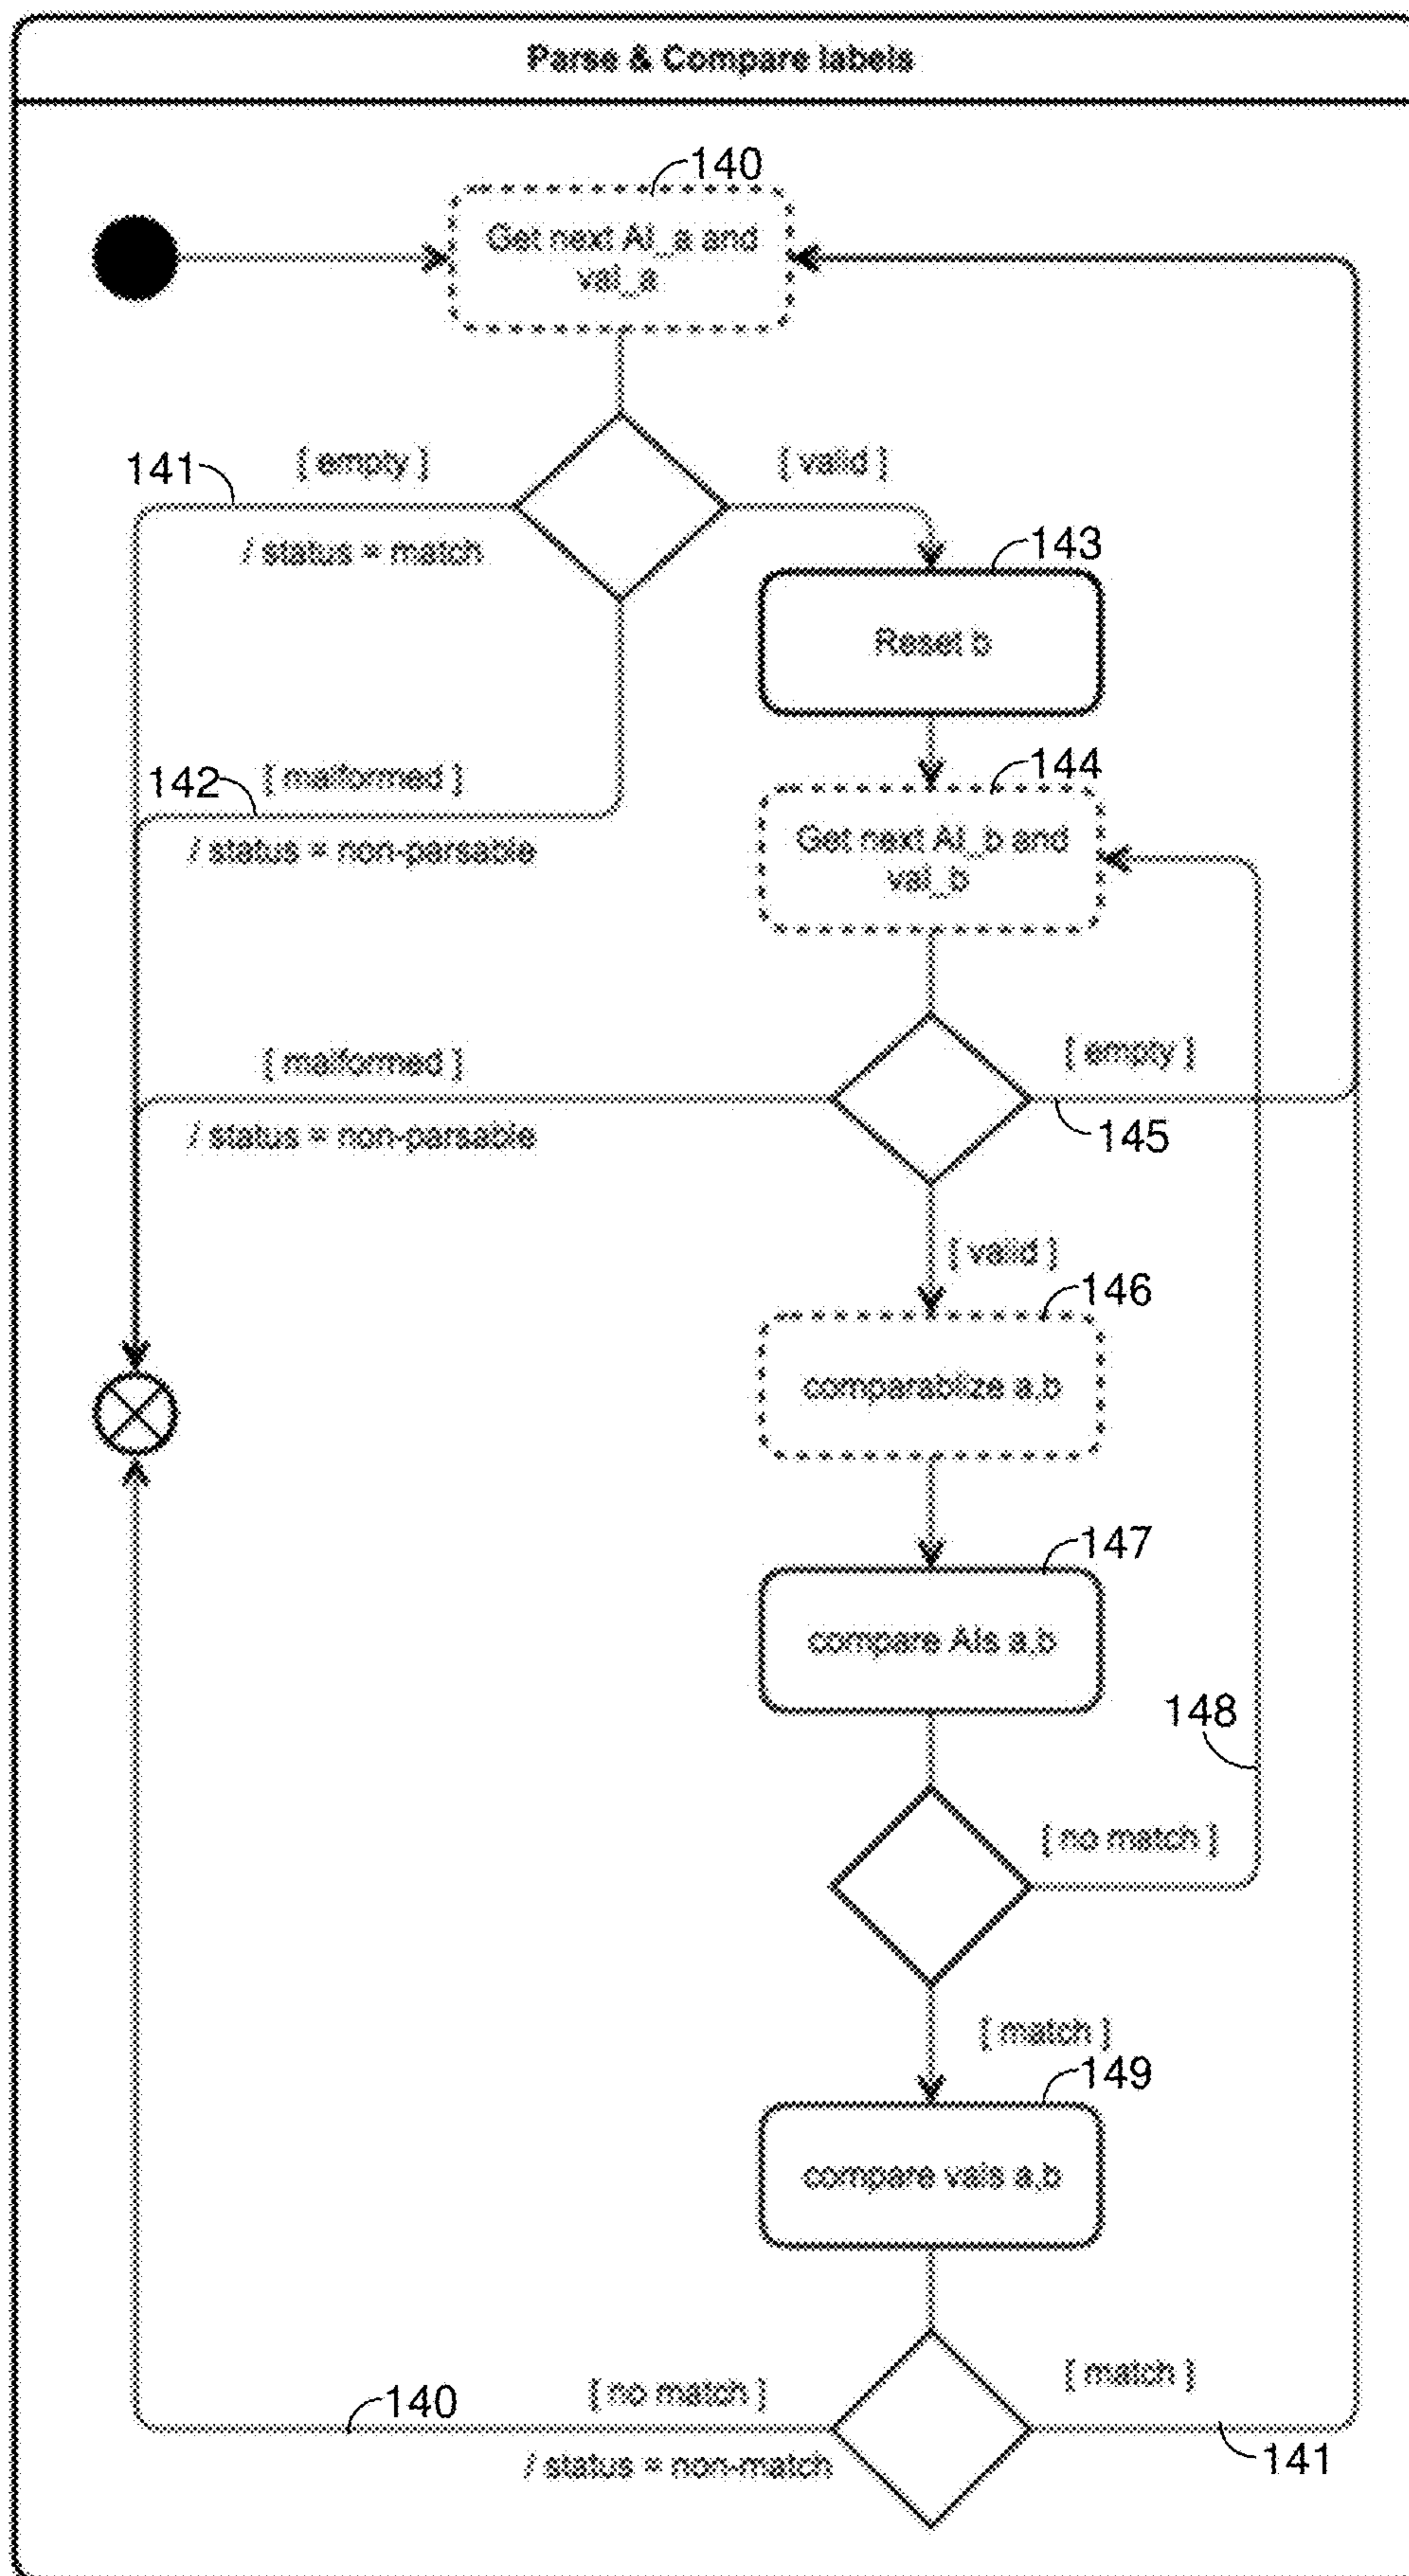 Parse & Compare labels
140
Get next AI_a and
val_a
[ empty ]
[ valid ]
141
/ status = match
143
Reset b
[ malformed ]
142
/ status = non-parsable
144
Get next AI_b and
val_b
[ malformed ]
[ empty ]
/ status = non-parsable
145
[ valid ]
146
comparablize a,b
147
compare AIs a,b
148
[ no match ]
[ match ]
149
compare vals a,b
[ no match ]
[ match ]
140
/ status = non-match
141